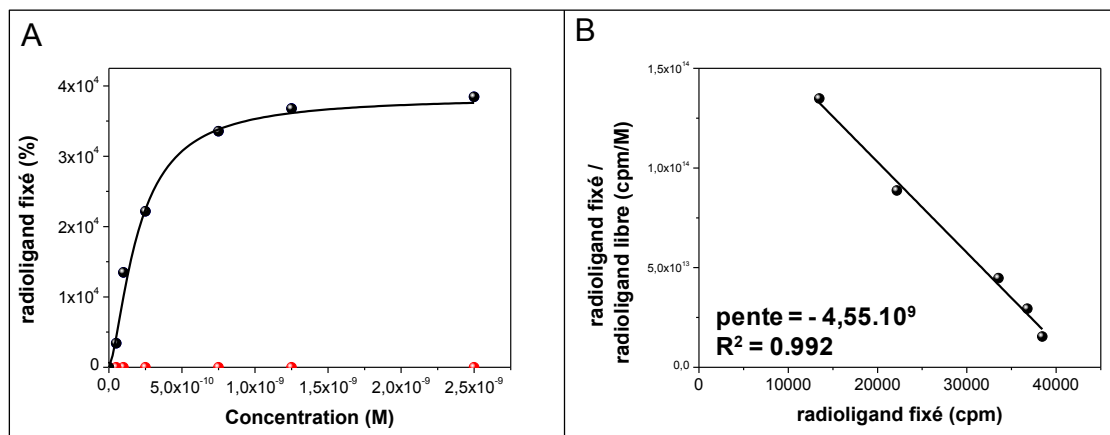 A
radioligand fixé (%)
4x10⁴
3x10⁴
2x10⁴
1x10⁴
0
0,0
5,0x10⁻¹⁰
1,0x10⁻⁹
1,5x10⁻⁹
2,0x10⁻⁹
2,5x10⁻⁹
Concentration (M)
B
radioligand fixé /
radioligand libre (cpm/M)
1,5x10¹⁴
1,0x10¹⁴
5,0x10¹³
0,0
pente = - 4,55.10⁹
R² = 0.992
0
10000
20000
30000
40000
radioligand fixé (cpm)